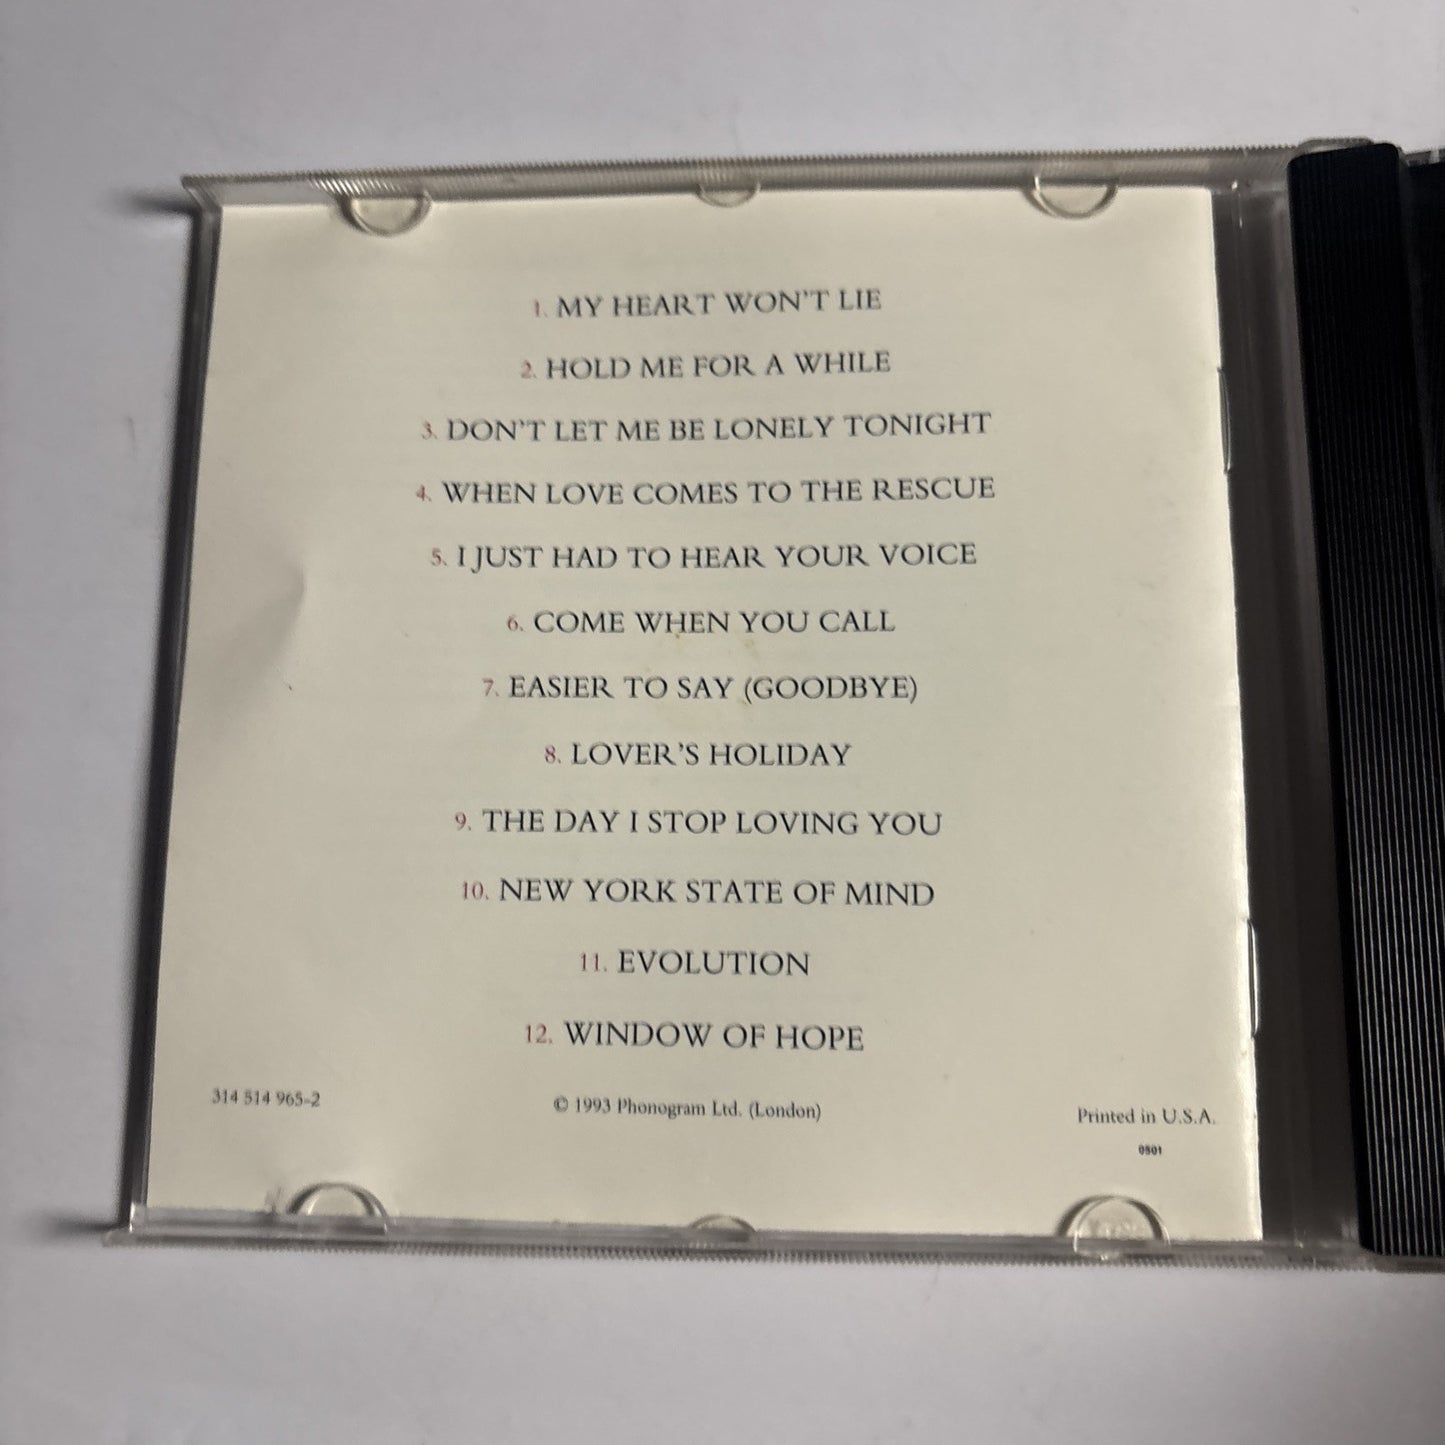 1. MY HEART WON'T LIE
2. HOLD ME FOR A WHILE
3. DON'T LET ME BE LONELY TONIGHT
4. WHEN LOVE COMES TO THE RESCUE
5. I JUST HAD TO HEAR YOUR VOICE
6. COME WHEN YOU CALL
7. EASIER TO SAY (GOODBYE)
8. LOVER'S HOLIDAY
9. THE DAY I STOP LOVING YOU
10. NEW YORK STATE OF MIND
11. EVOLUTION
12. WINDOW OF HOPE
314 514 965-2
© 1993 Phonogram Ltd. (London)
Printed in U.S.A.
0501